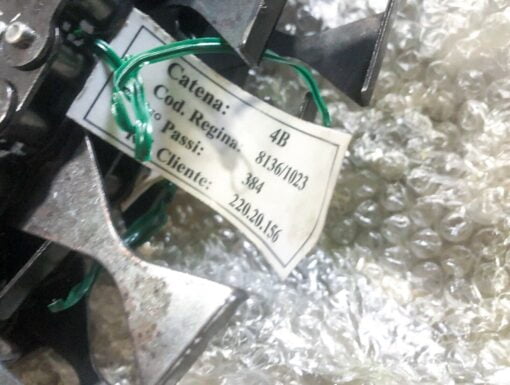 Catena: 4B
Cod. Regina: 8136/1023
Passi: 384
Cliente: 220,20,156